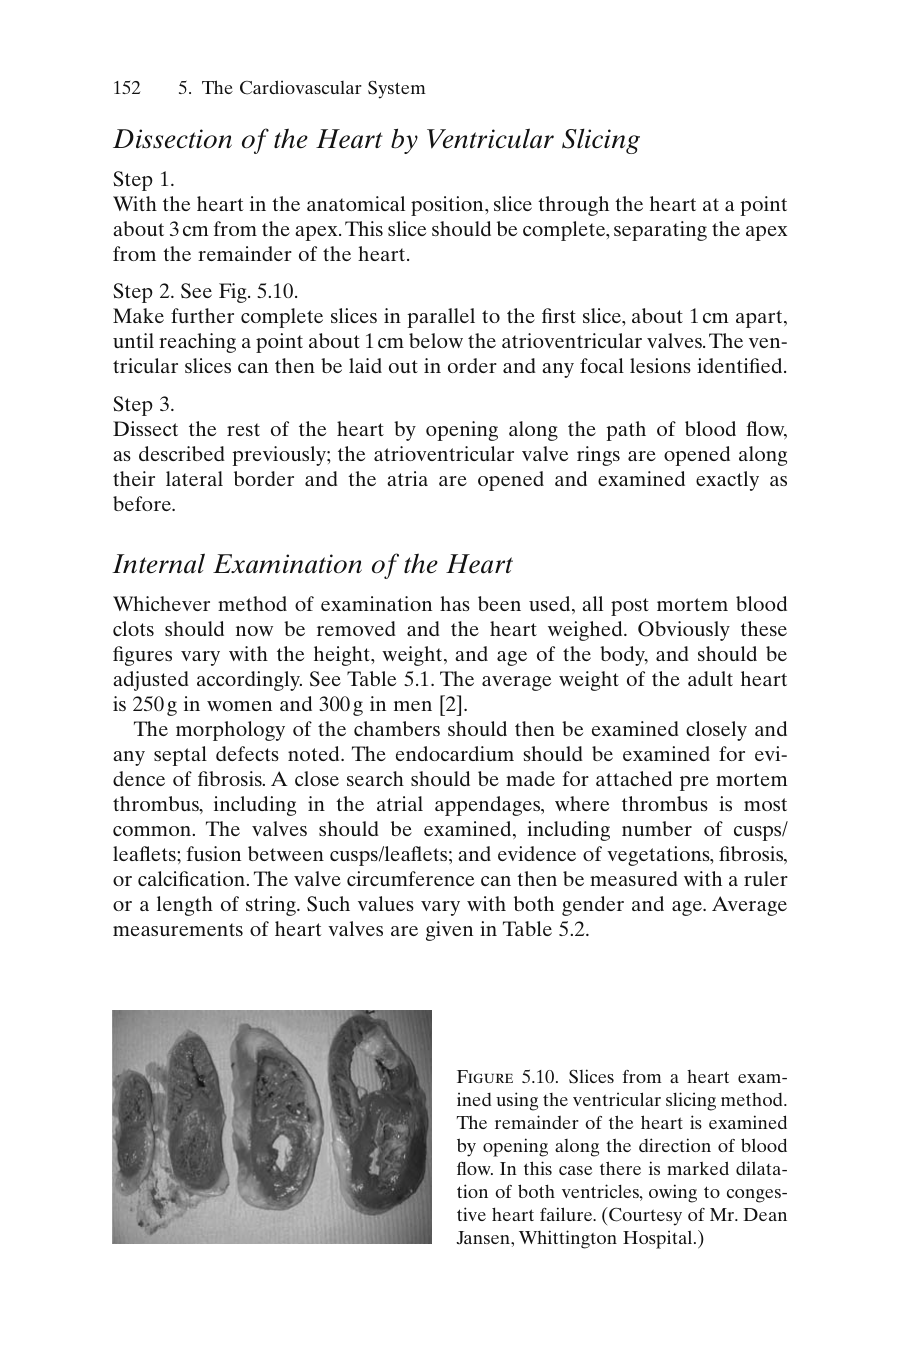 152 5. The Cardiovascular System
Dissection of the Heart by Ventricular Slicing
Step 1.
With the heart in the anatomical position, slice through the heart at a point
about 3 cm from the apex. This slice should be complete, separating the apex
from the remainder of the heart.
Step 2. See Fig. 5.10.
Make further complete slices in parallel to the first slice, about 1 cm apart,
until reaching a point about 1 cm below the atrioventricular valves. The ven-
tricular slices can then be laid out in order and any focal lesions identified.
Step 3.
Dissect the rest of the heart by opening along the path of blood flow,
as described previously; the atrioventricular valve rings are opened along
their lateral border and the atria are opened and examined exactly as
before.
Internal Examination of the Heart
Whichever method of examination has been used, all post mortem blood
clots should now be removed and the heart weighed. Obviously these
figures vary with the height, weight, and age of the body, and should be
adjusted accordingly. See Table 5.1. The average weight of the adult heart
is 250 g in women and 300 g in men [2].
The morphology of the chambers should then be examined closely and
any septal defects noted. The endocardium should be examined for evi-
dence of fibrosis. A close search should be made for attached pre mortem
thrombus, including in the atrial appendages, where thrombus is most
common. The valves should be examined, including number of cusps/
leaflets; fusion between cusps/leaflets; and evidence of vegetations, fibrosis,
or calcification. The valve circumference can then be measured with a ruler
or a length of string. Such values vary with both gender and age. Average
measurements of heart valves are given in Table 5.2.
FIGURE 5.10. Slices from a heart exam-
ined using the ventricular slicing method.
The remainder of the heart is examined
by opening along the direction of blood
flow. In this case there is marked dilata-
tion of both ventricles, owing to conges-
tive heart failure. (Courtesy of Mr. Dean
Jansen, Whittington Hospital.)